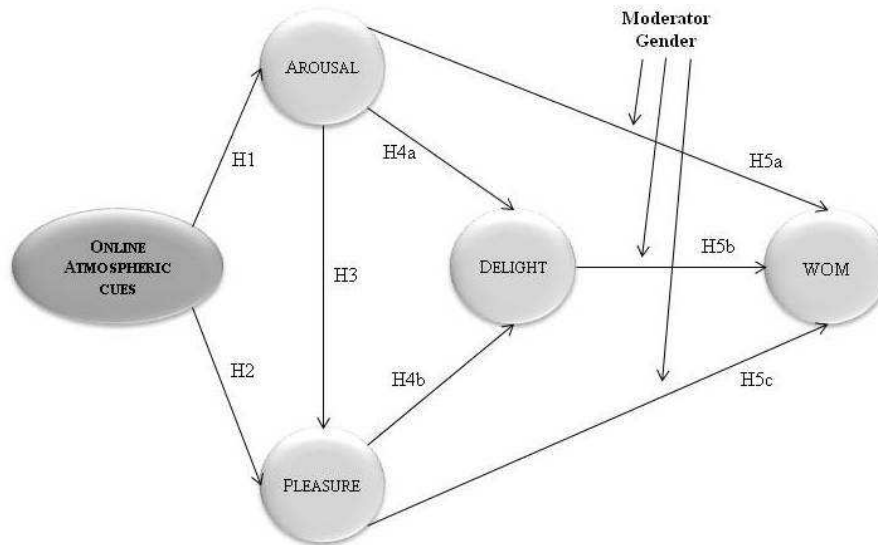 Moderator
Gender
AROUSAL
H1
H4a
H5a
ONLINE
ATMOSPHERIC
CUES
H3
DELIGHT
H5b
WOM
H2
H4b
H5c
PLEASURE